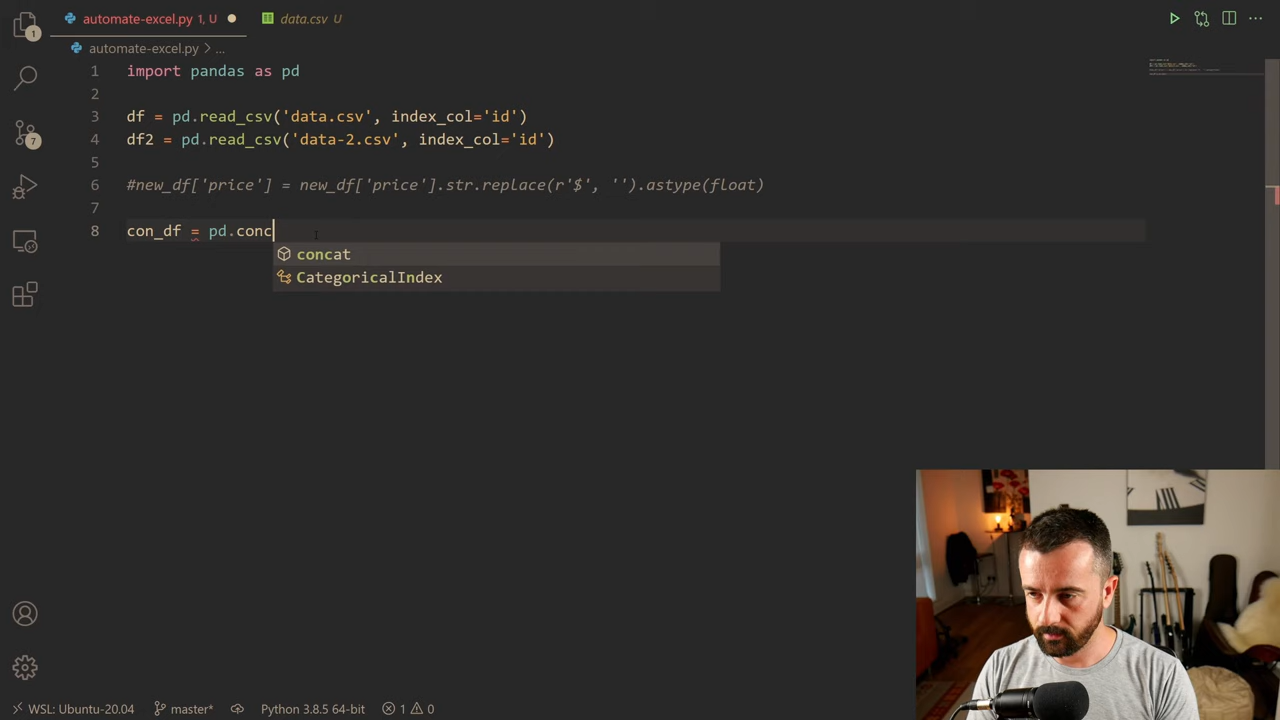 automate-excel.py 1, U
data.csv U
automate-excel.py > ...
1 import pandas as pd
2
3 df = pd.read_csv('data.csv', index_col='id')
4 df2 = pd.read_csv('data-2.csv', index_col='id')
5
6 #new_df['price'] = new_df['price'].str.replace(r'$', '').astype(float)
7
8 con_df = pd.conc
concat
CategoricalIndex
1
7
WSL: Ubuntu-20.04 master* Python 3.8.5 64-bit 1 0